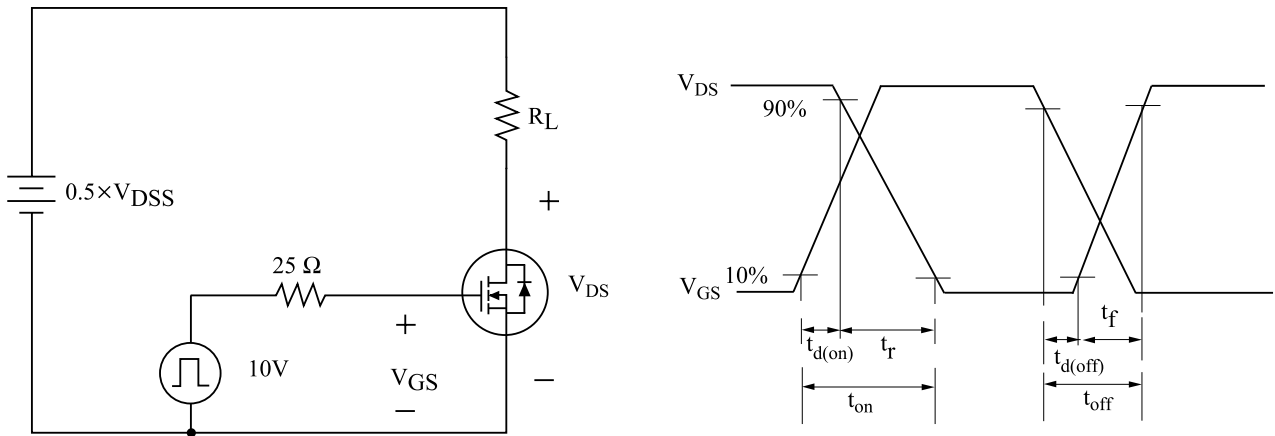 R_L
0.5×V_DSS
+
25 Ω
V_DS
+
10V
V_GS
−
−
V_DS
90%
V_GS
10%
t_d(on)
t_r
t_on
t_f
t_d(off)
t_off